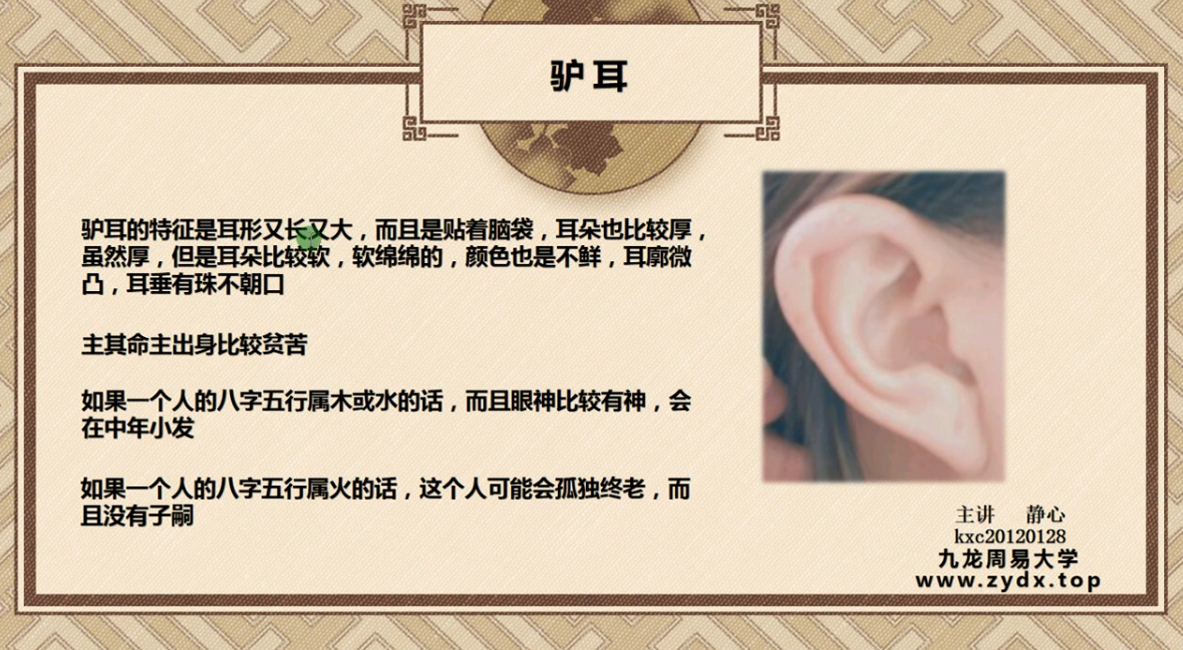 驴耳
驴耳的特征是耳形又长又大，而且是贴着脑袋，耳朵也比较厚，
虽然厚，但是耳朵比较软，软绵绵的，颜色也是不鲜，耳廓微
凸，耳垂有珠不朝口
主其命主出身比较贫苦
如果一个人的八字五行属木或水的话，而且眼神比较有神，会
在中年小发
如果一个人的八字五行属火的话，这个人可能会孤独终老，而
且没有子嗣
主讲 静心
kxc20120128
九龙周易大学
www.zydx.top